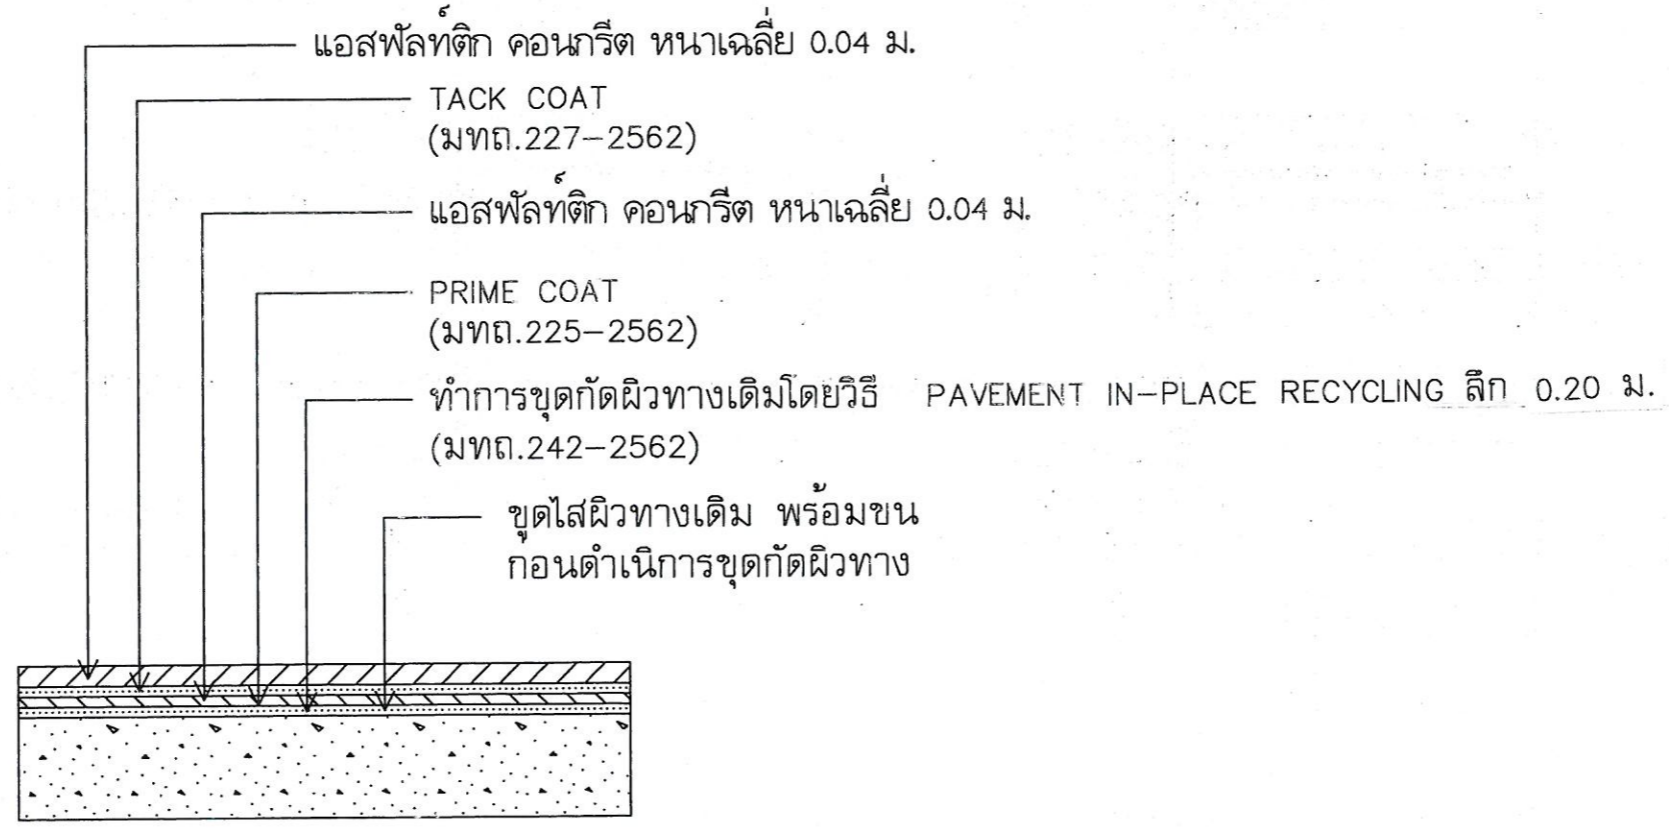 แอสฟัลท์ติก คอนกรีต หนาเฉลี่ย 0.04 ม.
TACK COAT
(มทถ.227-2562)
แอสฟัลท์ติก คอนกรีต หนาเฉลี่ย 0.04 ม.
PRIME COAT
(มทถ.225-2562)
ทำการขุดกัดผิวทางเดิมโดยวิธี PAVEMENT IN-PLACE RECYCLING ลึก 0.20 ม.
(มทถ.242-2562)
ขูดไสผิวทางเดิม พร้อมขน
ก่อนดำเนิการขุดกัดผิวทาง